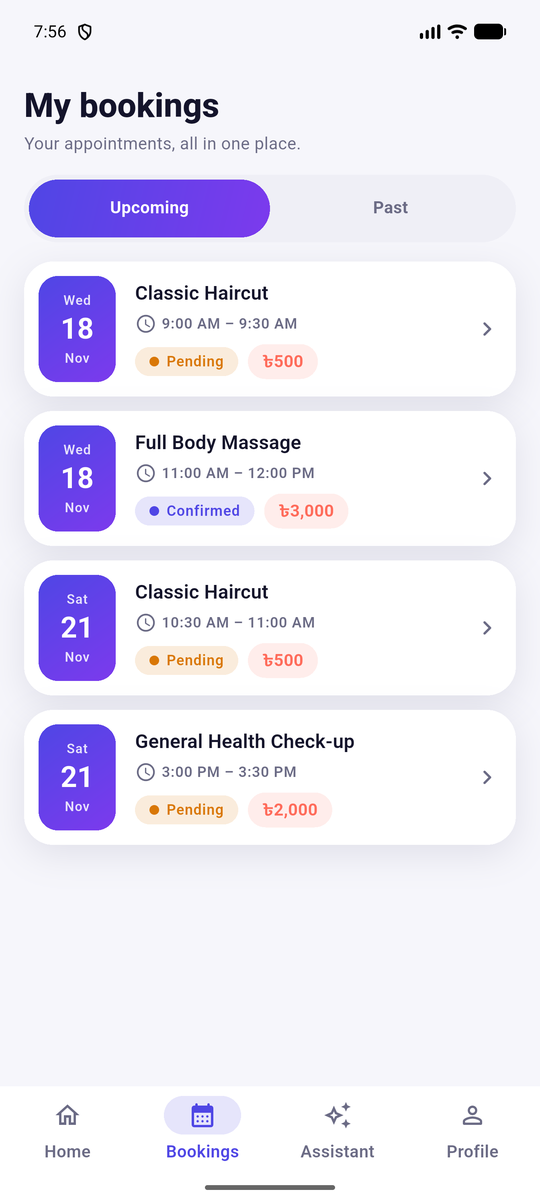 7:56
My bookings
Your appointments, all in one place.
Upcoming
Past
Wed
18
Nov
Classic Haircut
9:00 AM – 9:30 AM
Pending
৳500
Wed
18
Nov
Full Body Massage
11:00 AM – 12:00 PM
Confirmed
৳3,000
Sat
21
Nov
Classic Haircut
10:30 AM – 11:00 AM
Pending
৳500
Sat
21
Nov
General Health Check-up
3:00 PM – 3:30 PM
Pending
৳2,000
Home
Bookings
Assistant
Profile